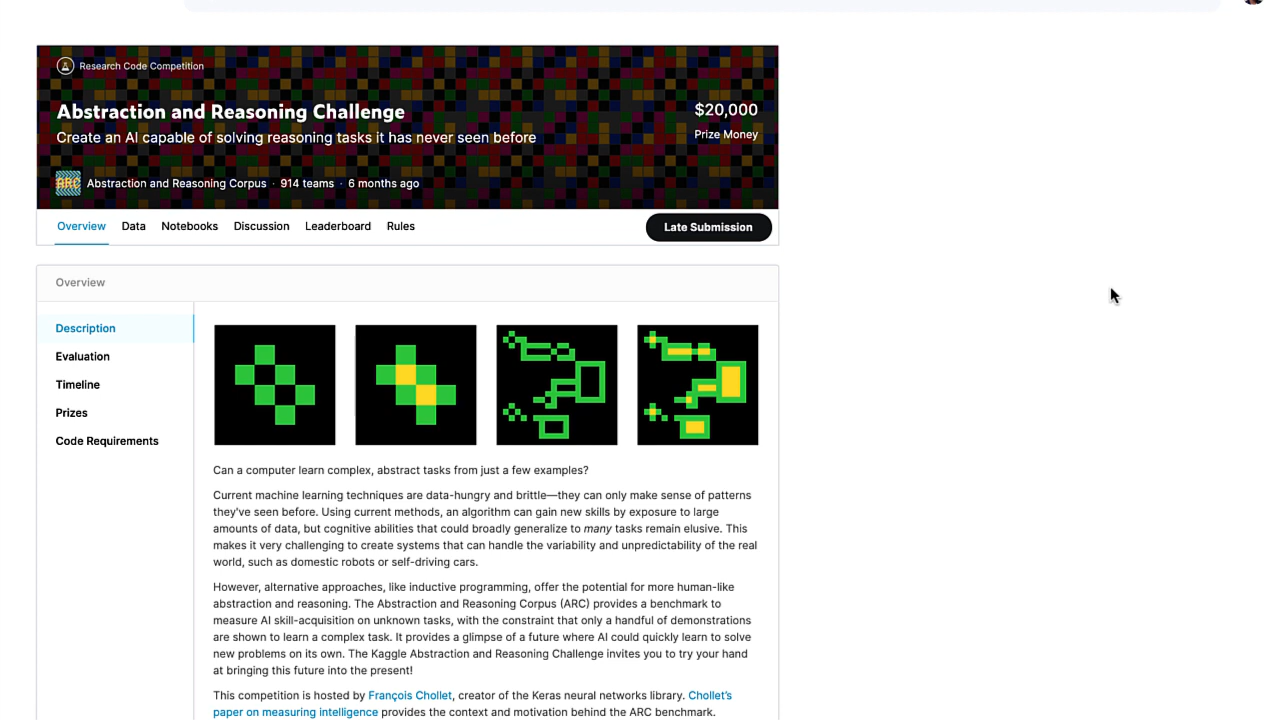 Research Code Competition
Abstraction and Reasoning Challenge
$20,000
Create an AI capable of solving reasoning tasks it has never seen before
Prize Money
ARC
Abstraction and Reasoning Corpus · 914 teams · 6 months ago
Overview Data Notebooks Discussion Leaderboard Rules Late Submission
Overview
Description
Evaluation
Timeline
Prizes
Code Requirements
Can a computer learn complex, abstract tasks from just a few examples?
Current machine learning techniques are data-hungry and brittle—they can only make sense of patterns
they've seen before. Using current methods, an algorithm can gain new skills by exposure to large
amounts of data, but cognitive abilities that could broadly generalize to many tasks remain elusive. This
makes it very challenging to create systems that can handle the variability and unpredictability of the real
world, such as domestic robots or self-driving cars.
However, alternative approaches, like inductive programming, offer the potential for more human-like
abstraction and reasoning. The Abstraction and Reasoning Corpus (ARC) provides a benchmark to
measure AI skill-acquisition on unknown tasks, with the constraint that only a handful of demonstrations
are shown to learn a complex task. It provides a glimpse of a future where AI could quickly learn to solve
new problems on its own. The Kaggle Abstraction and Reasoning Challenge invites you to try your hand
at bringing this future into the present!
This competition is hosted by François Chollet, creator of the Keras neural networks library. Chollet's
paper on measuring intelligence provides the context and motivation behind the ARC benchmark.